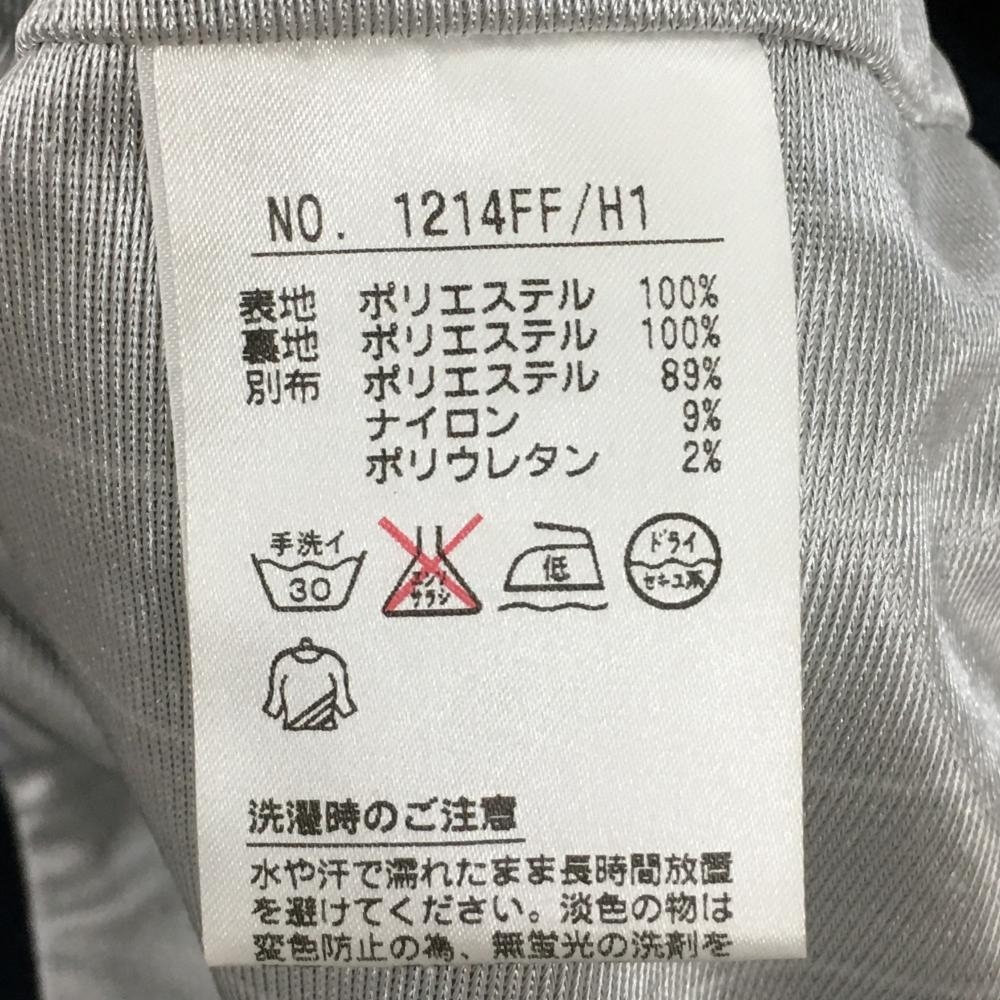 NO. 1214FF/H1
表地 ポリエステル 100%
裏地 ポリエステル 100%
別布 ポリエステル 89%
ナイロン 9%
ポリウレタン 2%
手洗イ
30
エンソ
サラシ
低
ドライ
セキユ系
洗濯時のご注意
水や汗で濡れたまま長時間放置
を避けてください。淡色の物は
変色防止の為、無蛍光の洗剤を